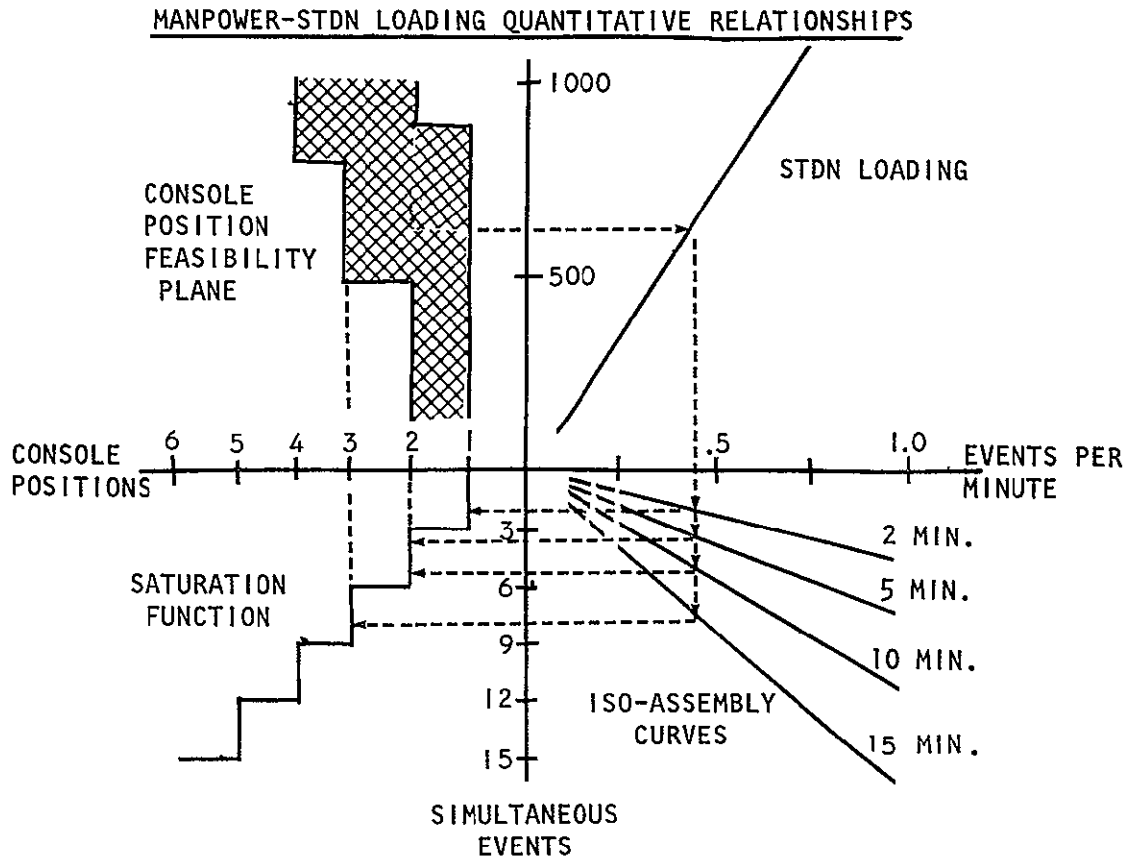 MANPOWER-STDN LOADING QUANTITATIVE RELATIONSHIPS
1000
STDN LOADING
CONSOLE
POSITION
FEASIBILITY
PLANE
500
CONSOLE
POSITIONS
6 5 4 3 2 1
.5 1.0
EVENTS PER
MINUTE
3
2 MIN.
SATURATION
FUNCTION
6
5 MIN.
9
10 MIN.
12
ISO-ASSEMBLY
CURVES
15 MIN.
15
SIMULTANEOUS
EVENTS